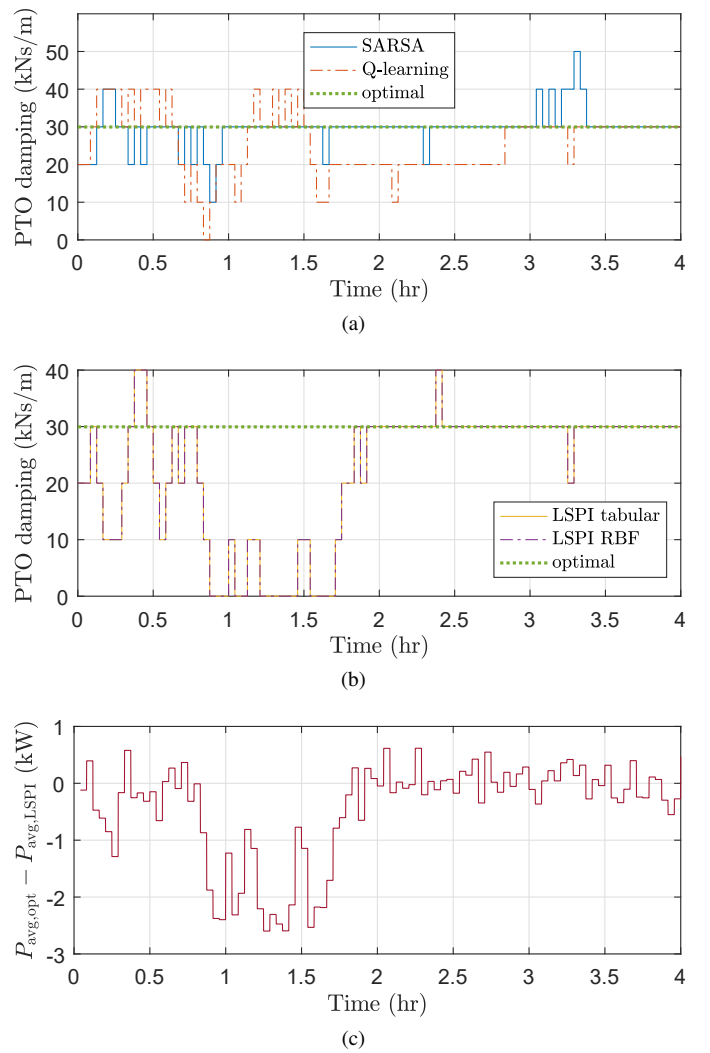 PTO damping (kNs/m)
50
40
30
20
10
0
SARSA
Q-learning
optimal
0 0.5 1 1.5 2 2.5 3 3.5 4
Time (hr)
(a)
PTO damping (kNs/m)
40
30
20
10
0
LSPI tabular
LSPI RBF
optimal
0 0.5 1 1.5 2 2.5 3 3.5 4
Time (hr)
(b)
P_avg,opt − P_avg,LSPI (kW)
1
0
-1
-2
-3
0 0.5 1 1.5 2 2.5 3 3.5 4
Time (hr)
(c)